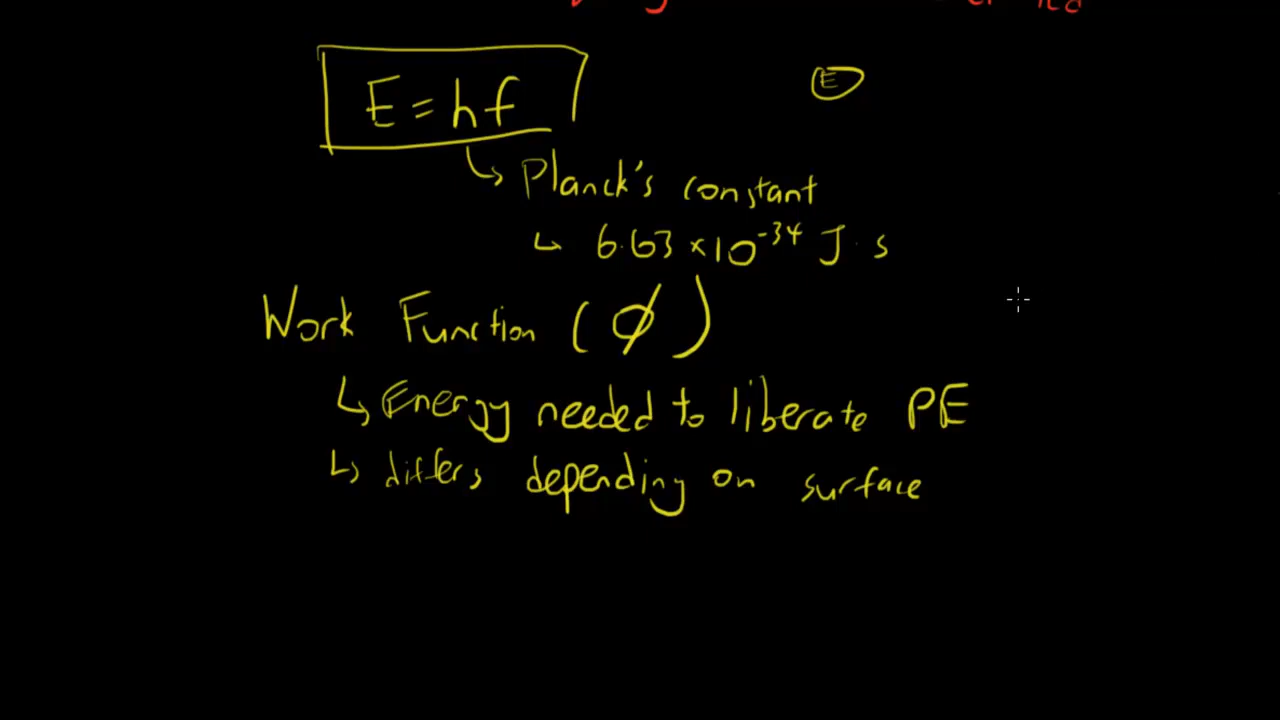 E = hf
E
↳ Planck's constant
↳ 6.63 × 10⁻³⁴ J·s
Work Function (ø)
↳ Energy needed to liberate PE
↳ differs depending on surface